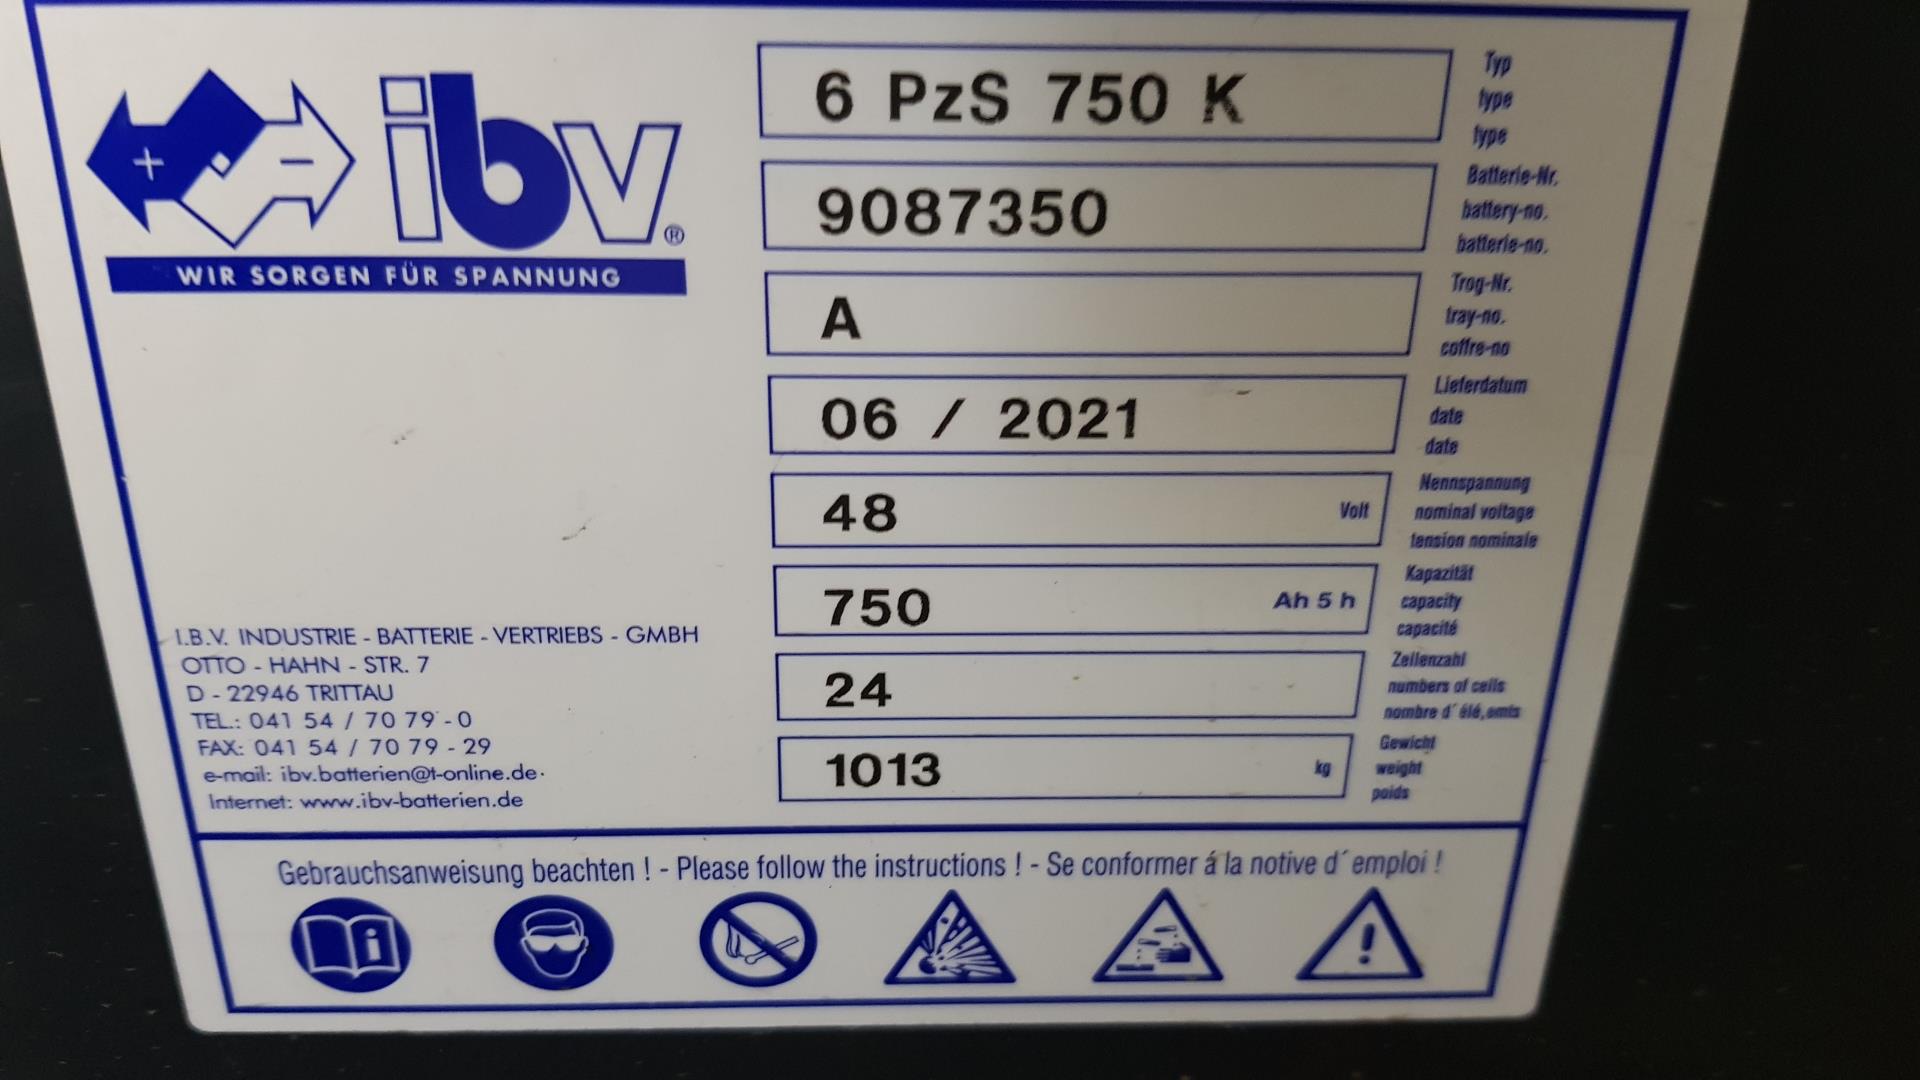 ibv®
WIR SORGEN FÜR SPANNUNG
6 PzS 750 K
Typ
type
type
9087350
Batterie-Nr.
battery-no.
batterie-no.
A
Trog-Nr.
tray-no.
coffre-no
06 / 2021
Lieferdatum
date
date
48 Volt
Nennspannung
nominal voltage
tension nominale
750 Ah 5 h
Kapazität
capacity
capacité
24
Zellenzahl
numbers of cells
nombre d´ élé,emts
1013 kg
Gewicht
weight
poids
I.B.V. INDUSTRIE - BATTERIE - VERTRIEBS - GMBH
OTTO - HAHN - STR. 7
D - 22946 TRITTAU
TEL.: 041 54 / 70 79 - 0
FAX: 041 54 / 70 79 - 29
e-mail: ibv.batterien@t-online.de
Internet: www.ibv-batterien.de
Gebrauchsanweisung beachten ! - Please follow the instructions ! - Se conformer á la notive d´ emploi !